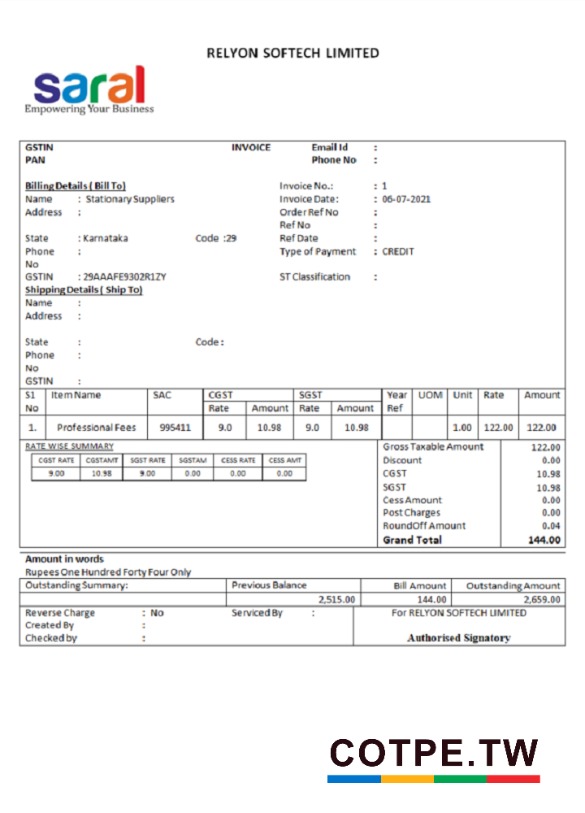 RELYON SOFTECH LIMITED
saral
Empowering Your Business
GSTIN INVOICE Email Id :
PAN Phone No :
Billing Details ( Bill To) Invoice No.: : 1
Name : Stationary Suppliers Invoice Date: : 06-07-2021
Address : Order Ref No :
Ref No :
State : Karnataka Code :29 Ref Date :
Phone : Type of Payment : CREDIT
No
GSTIN : 29AAAFE9302R1ZY ST Classification :
Shipping Details ( Ship To)
Name :
Address :
State : Code :
Phone :
No
GSTIN :
S1 Item Name SAC CGST SGST Year UOM Unit Rate Amount
No Rate Amount Rate Amount Ref
1. Professional Fees 995411 9.0 10.98 9.0 10.98 1.00 122.00 122.00
RATE WISE SUMMARY Gross Taxable Amount 122.00
CGST RATE CGSTAMT SGST RATE SGSTAM CESS RATE CESS AMT Discount 0.00
9.00 10.98 9.00 0.00 0.00 0.00 CGST 10.98
SGST 10.98
Cess Amount 0.00
Post Charges 0.00
RoundOff Amount 0.04
Grand Total 144.00
Amount in words
Rupees One Hundred Forty Four Only
Outstanding Summary: Previous Balance Bill Amount Outstanding Amount
2,515.00 144.00 2,659.00
Reverse Charge : No Serviced By : For RELYON SOFTECH LIMITED
Created By :
Checked by : Authorised Signatory
COTPE.TW